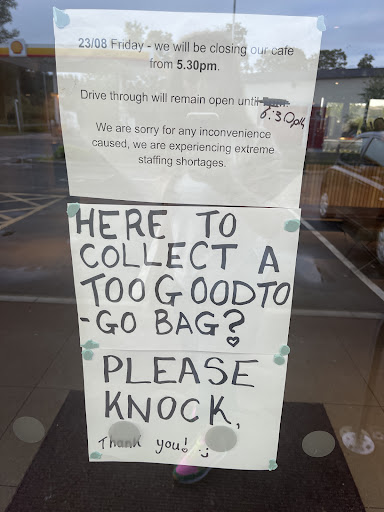 23/08 Friday - we will be closing our cafe
from 5.30pm.
Drive through will remain open until
6:30pm
We are sorry for any inconvenience
caused, we are experiencing extreme
staffing shortages.
HERE TO
COLLECT A
TOO GOOD TO
-GO BAG?
PLEASE
KNOCK,
Thank you! :)